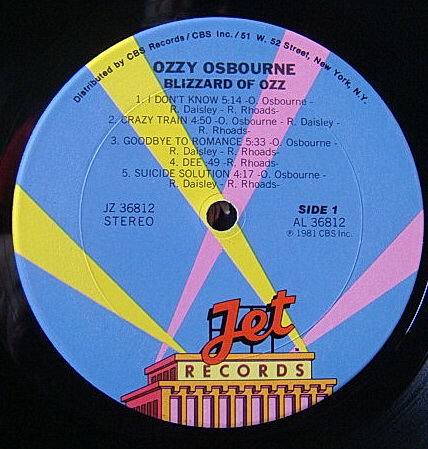 Distributed by CBS Records/CBS Inc./51 W. 52 Street, New York, N.Y.
OZZY OSBOURNE
BLIZZARD OF OZZ
1. I DON'T KNOW 5:14 -O. Osbourne -
R. Daisley - R. Rhoads-
2. CRAZY TRAIN 4:50 -O. Osbourne - R. Daisley -
R. Rhoads-
3. GOODBYE TO ROMANCE 5:33 -O. Osbourne -
R. Daisley - R. Rhoads-
4. DEE :49 -R. Rhoads-
5. SUICIDE SOLUTION 4:17 -O. Osbourne -
R. Daisley - R. Rhoads-
JZ 36812
STEREO
SIDE 1
AL 36812
℗ 1981 CBS Inc.
Jet
RECORDS